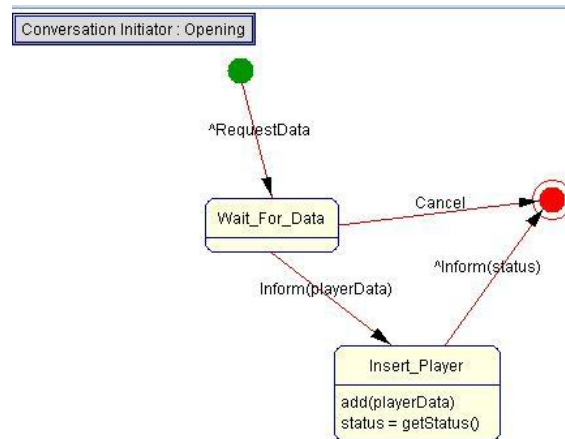 Conversation Initiator : Opening
^RequestData
Wait_For_Data
Cancel
^Inform(status)
Inform(playerData)
Insert_Player
add(playerData)
status = getStatus()